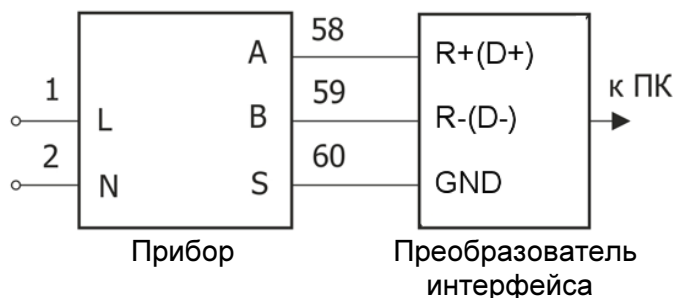 58
A
R+(D+)
1
59
к ПК
L
B
R-(D-)
2
60
N
S
GND
Прибор
Преобразователь
интерфейса